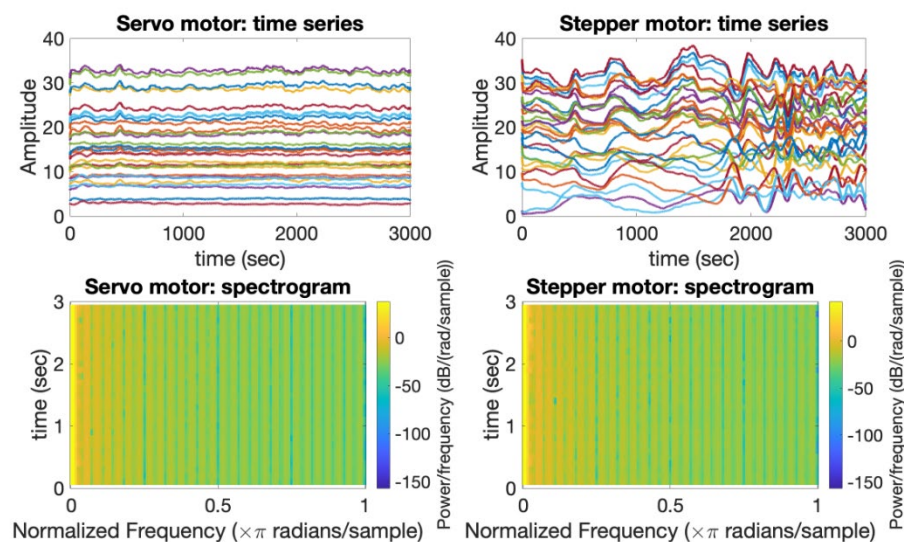 Servo motor: time series
40
30
20
10
0
Amplitude
0 1000 2000 3000
time (sec)
Stepper motor: time series
40
30
20
10
0
Amplitude
0 1000 2000 3000
time (sec)
Servo motor: spectrogram
3
2
1
0
time (sec)
0 0.5 1
Normalized Frequency (×π radians/sample)
0
-50
-100
-150
Power/frequency (dB/(rad/sample))
Stepper motor: spectrogram
3
2
1
0
time (sec)
0 0.5 1
Normalized Frequency (×π radians/sample)
0
-50
-100
-150
Power/frequency (dB/(rad/sample))